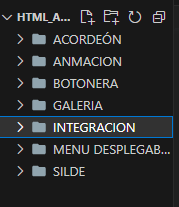 HTML_A...
ACORDEÓN
ANMACION
BOTONERA
GALERIA
INTEGRACION
MENU DESPLEGAB...
SILDE